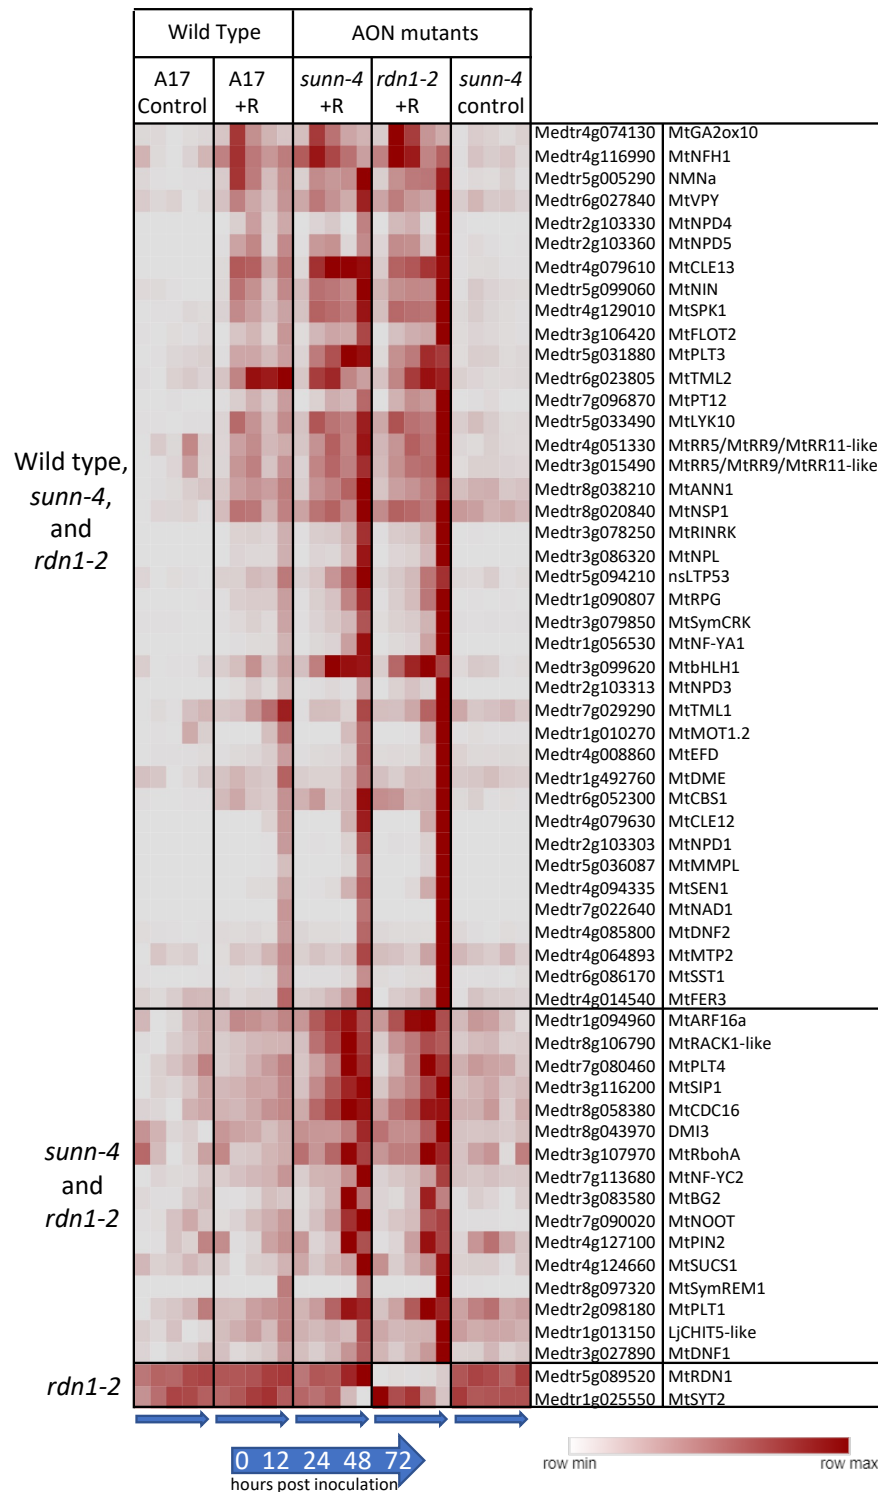 Wild Type AON mutants
A17 A17 sunn-4 rdn1-2 sunn-4
Control +R +R +R control
Medtr4g074130 MtGA2ox10
Medtr4g116990 MtNFH1
Medtr5g005290 NMNa
Medtr6g027840 MtVPY
Medtr2g103330 MtNPD4
Medtr2g103360 MtNPD5
Medtr4g079610 MtCLE13
Medtr5g099060 MtNIN
Medtr4g129010 MtSPK1
Medtr3g106420 MtFLOT2
Medtr5g031880 MtPLT3
Medtr6g023805 MtTML2
Medtr7g096870 MtPT12
Medtr5g033490 MtLYK10
Medtr4g051330 MtRR5/MtRR9/MtRR11-like
Medtr3g015490 MtRR5/MtRR9/MtRR11-like
Medtr8g038210 MtANN1
Medtr8g020840 MtNSP1
Medtr3g078250 MtRINRK
Medtr3g086320 MtNPL
Medtr5g094210 nsLTP53
Medtr1g090807 MtRPG
Medtr3g079850 MtSymCRK
Medtr1g056530 MtNF-YA1
Medtr3g099620 MtbHLH1
Medtr2g103313 MtNPD3
Medtr7g029290 MtTML1
Medtr1g010270 MtMOT1.2
Medtr4g008860 MtEFD
Medtr1g492760 MtDME
Medtr6g052300 MtCBS1
Medtr4g079630 MtCLE12
Medtr2g103303 MtNPD1
Medtr5g036087 MtMMPL
Medtr4g094335 MtSEN1
Medtr7g022640 MtNAD1
Medtr4g085800 MtDNF2
Medtr4g064893 MtMTP2
Medtr6g086170 MtSST1
Medtr4g014540 MtFER3
Wild type,
sunn-4,
and
rdn1-2
Medtr1g094960 MtARF16a
Medtr8g106790 MtRACK1-like
Medtr7g080460 MtPLT4
Medtr3g116200 MtSIP1
Medtr8g058380 MtCDC16
Medtr8g043970 DMI3
Medtr3g107970 MtRbohA
Medtr7g113680 MtNF-YC2
Medtr3g083580 MtBG2
Medtr7g090020 MtNOOT
Medtr4g127100 MtPIN2
Medtr4g124660 MtSUCS1
Medtr8g097320 MtSymREM1
Medtr2g098180 MtPLT1
Medtr1g013150 LjCHIT5-like
Medtr3g027890 MtDNF1
sunn-4
and
rdn1-2
Medtr5g089520 MtRDN1
Medtr1g025550 MtSYT2
rdn1-2
0 12 24 48 72
hours post inoculation
row min row max